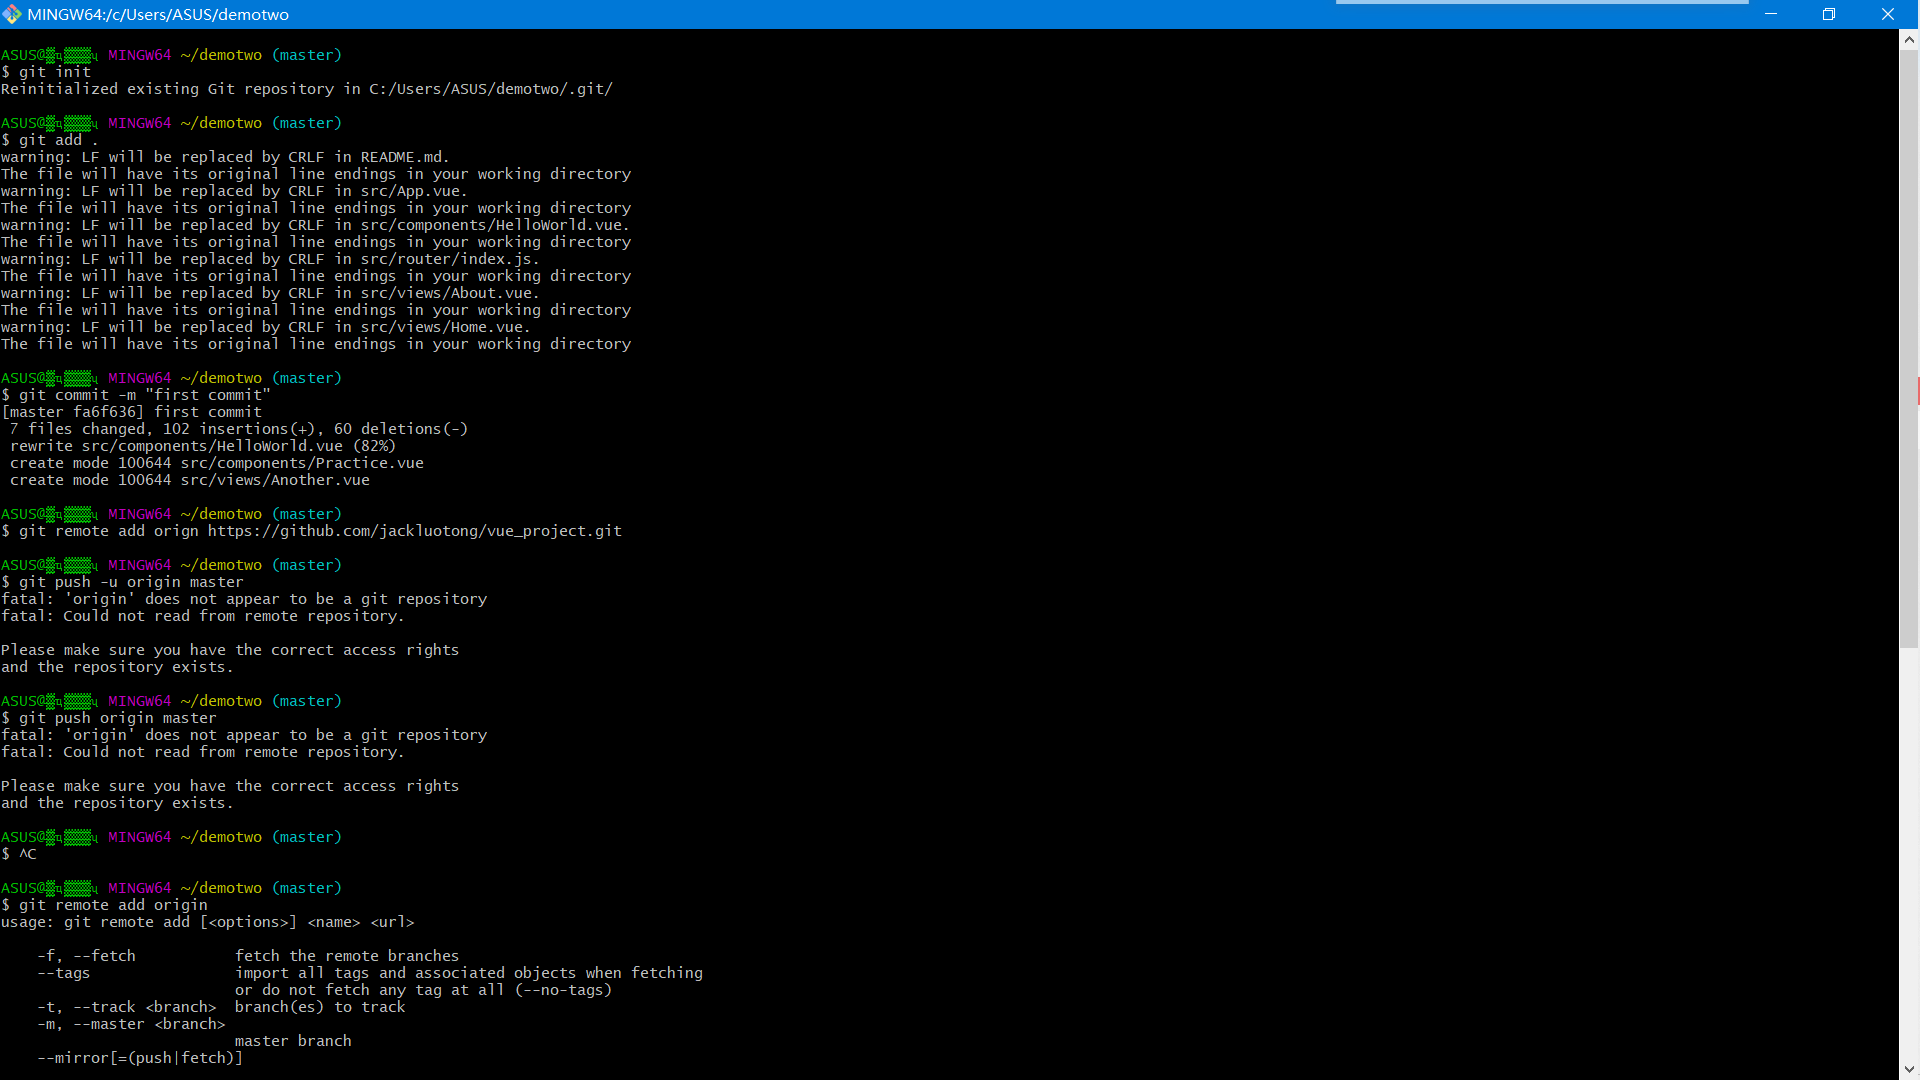 MINGW64:/c/Users/ASUS/demotwo
ASUS@ MINGW64 ~/demotwo (master)
$ git init
Reinitialized existing Git repository in C:/Users/ASUS/demotwo/.git/
ASUS@ MINGW64 ~/demotwo (master)
$ git add .
warning: LF will be replaced by CRLF in README.md.
The file will have its original line endings in your working directory
warning: LF will be replaced by CRLF in src/App.vue.
The file will have its original line endings in your working directory
warning: LF will be replaced by CRLF in src/components/HelloWorld.vue.
The file will have its original line endings in your working directory
warning: LF will be replaced by CRLF in src/router/index.js.
The file will have its original line endings in your working directory
warning: LF will be replaced by CRLF in src/views/About.vue.
The file will have its original line endings in your working directory
warning: LF will be replaced by CRLF in src/views/Home.vue.
The file will have its original line endings in your working directory
ASUS@ MINGW64 ~/demotwo (master)
$ git commit -m "first commit"
[master fa6f636] first commit
7 files changed, 102 insertions(+), 60 deletions(-)
rewrite src/components/HelloWorld.vue (82%)
create mode 100644 src/components/Practice.vue
create mode 100644 src/views/Another.vue
ASUS@ MINGW64 ~/demotwo (master)
$ git remote add orign https://github.com/jackluotong/vue_project.git
ASUS@ MINGW64 ~/demotwo (master)
$ git push -u origin master
fatal: 'origin' does not appear to be a git repository
fatal: Could not read from remote repository.
Please make sure you have the correct access rights
and the repository exists.
ASUS@ MINGW64 ~/demotwo (master)
$ git push origin master
fatal: 'origin' does not appear to be a git repository
fatal: Could not read from remote repository.
Please make sure you have the correct access rights
and the repository exists.
ASUS@ MINGW64 ~/demotwo (master)
$ ^C
ASUS@ MINGW64 ~/demotwo (master)
$ git remote add origin
usage: git remote add [<options>] <name> <url>
-f, --fetch fetch the remote branches
--tags import all tags and associated objects when fetching
or do not fetch any tag at all (--no-tags)
-t, --track <branch> branch(es) to track
-m, --master <branch>
master branch
--mirror[=(push|fetch)]